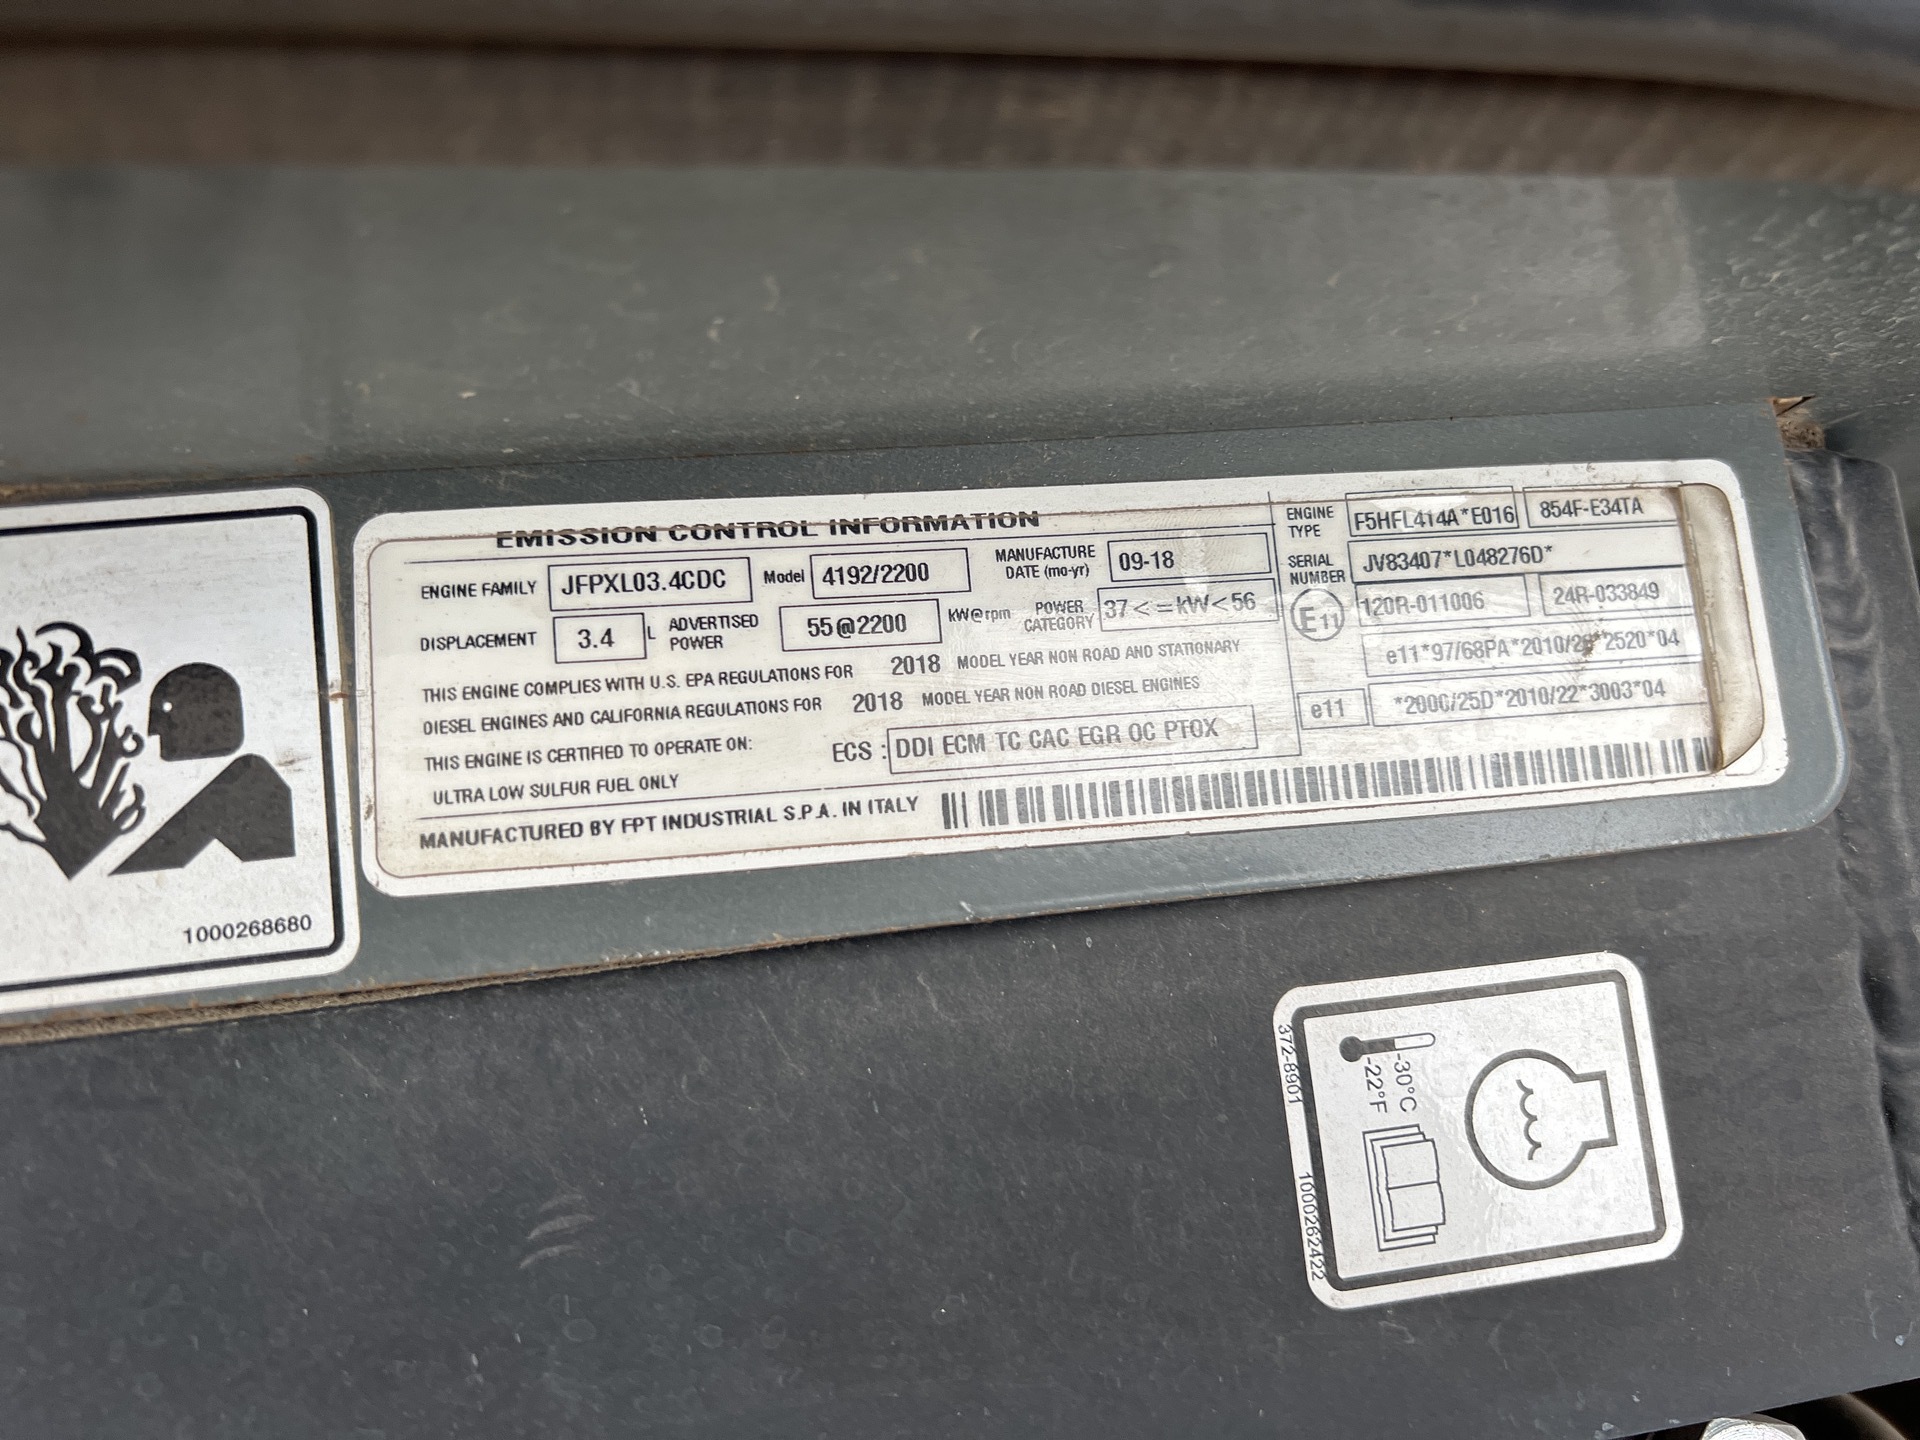 EMISSION CONTROL INFORMATION
ENGINE FAMILY JFPXL03.4CDC Model 4192/2200 MANUFACTURE DATE (mo-yr) 09-18
DISPLACEMENT 3.4 L ADVERTISED POWER 55@2200 kW@rpm POWER CATEGORY 37<=kW<56
THIS ENGINE COMPLIES WITH U.S. EPA REGULATIONS FOR 2018 MODEL YEAR NON ROAD AND STATIONARY
DIESEL ENGINES AND CALIFORNIA REGULATIONS FOR 2018 MODEL YEAR NON ROAD DIESEL ENGINES
THIS ENGINE IS CERTIFIED TO OPERATE ON: ECS : DDI ECM TC CAC EGR OC PTOX
ULTRA LOW SULFUR FUEL ONLY
MANUFACTURED BY FPT INDUSTRIAL S.P.A. IN ITALY
ENGINE TYPE F5HFL414A*E016 854F-E34TA
SERIAL NUMBER JV83407*L048276D*
E11 120R-011006 24R-033849
e11*97/68PA*2010/26*2520*04
e11 *2006/25D*2010/22*3003*04
1000268680
-30°C
-22°F
372-8901
1000262422